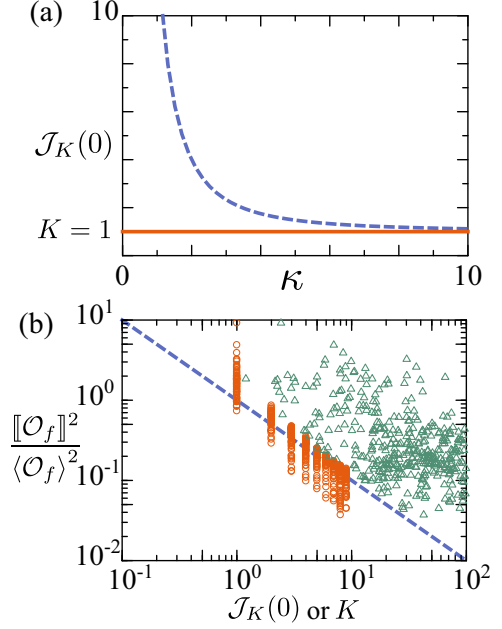 (a)
10
𝒥_K(0)
K = 1
0
κ
10
(b)
10^1
10^0
10^-1
10^-2
⟦𝒪_f⟧^2
⟨𝒪_f⟩^2
10^-1
10^0
10^1
10^2
𝒥_K(0) or K